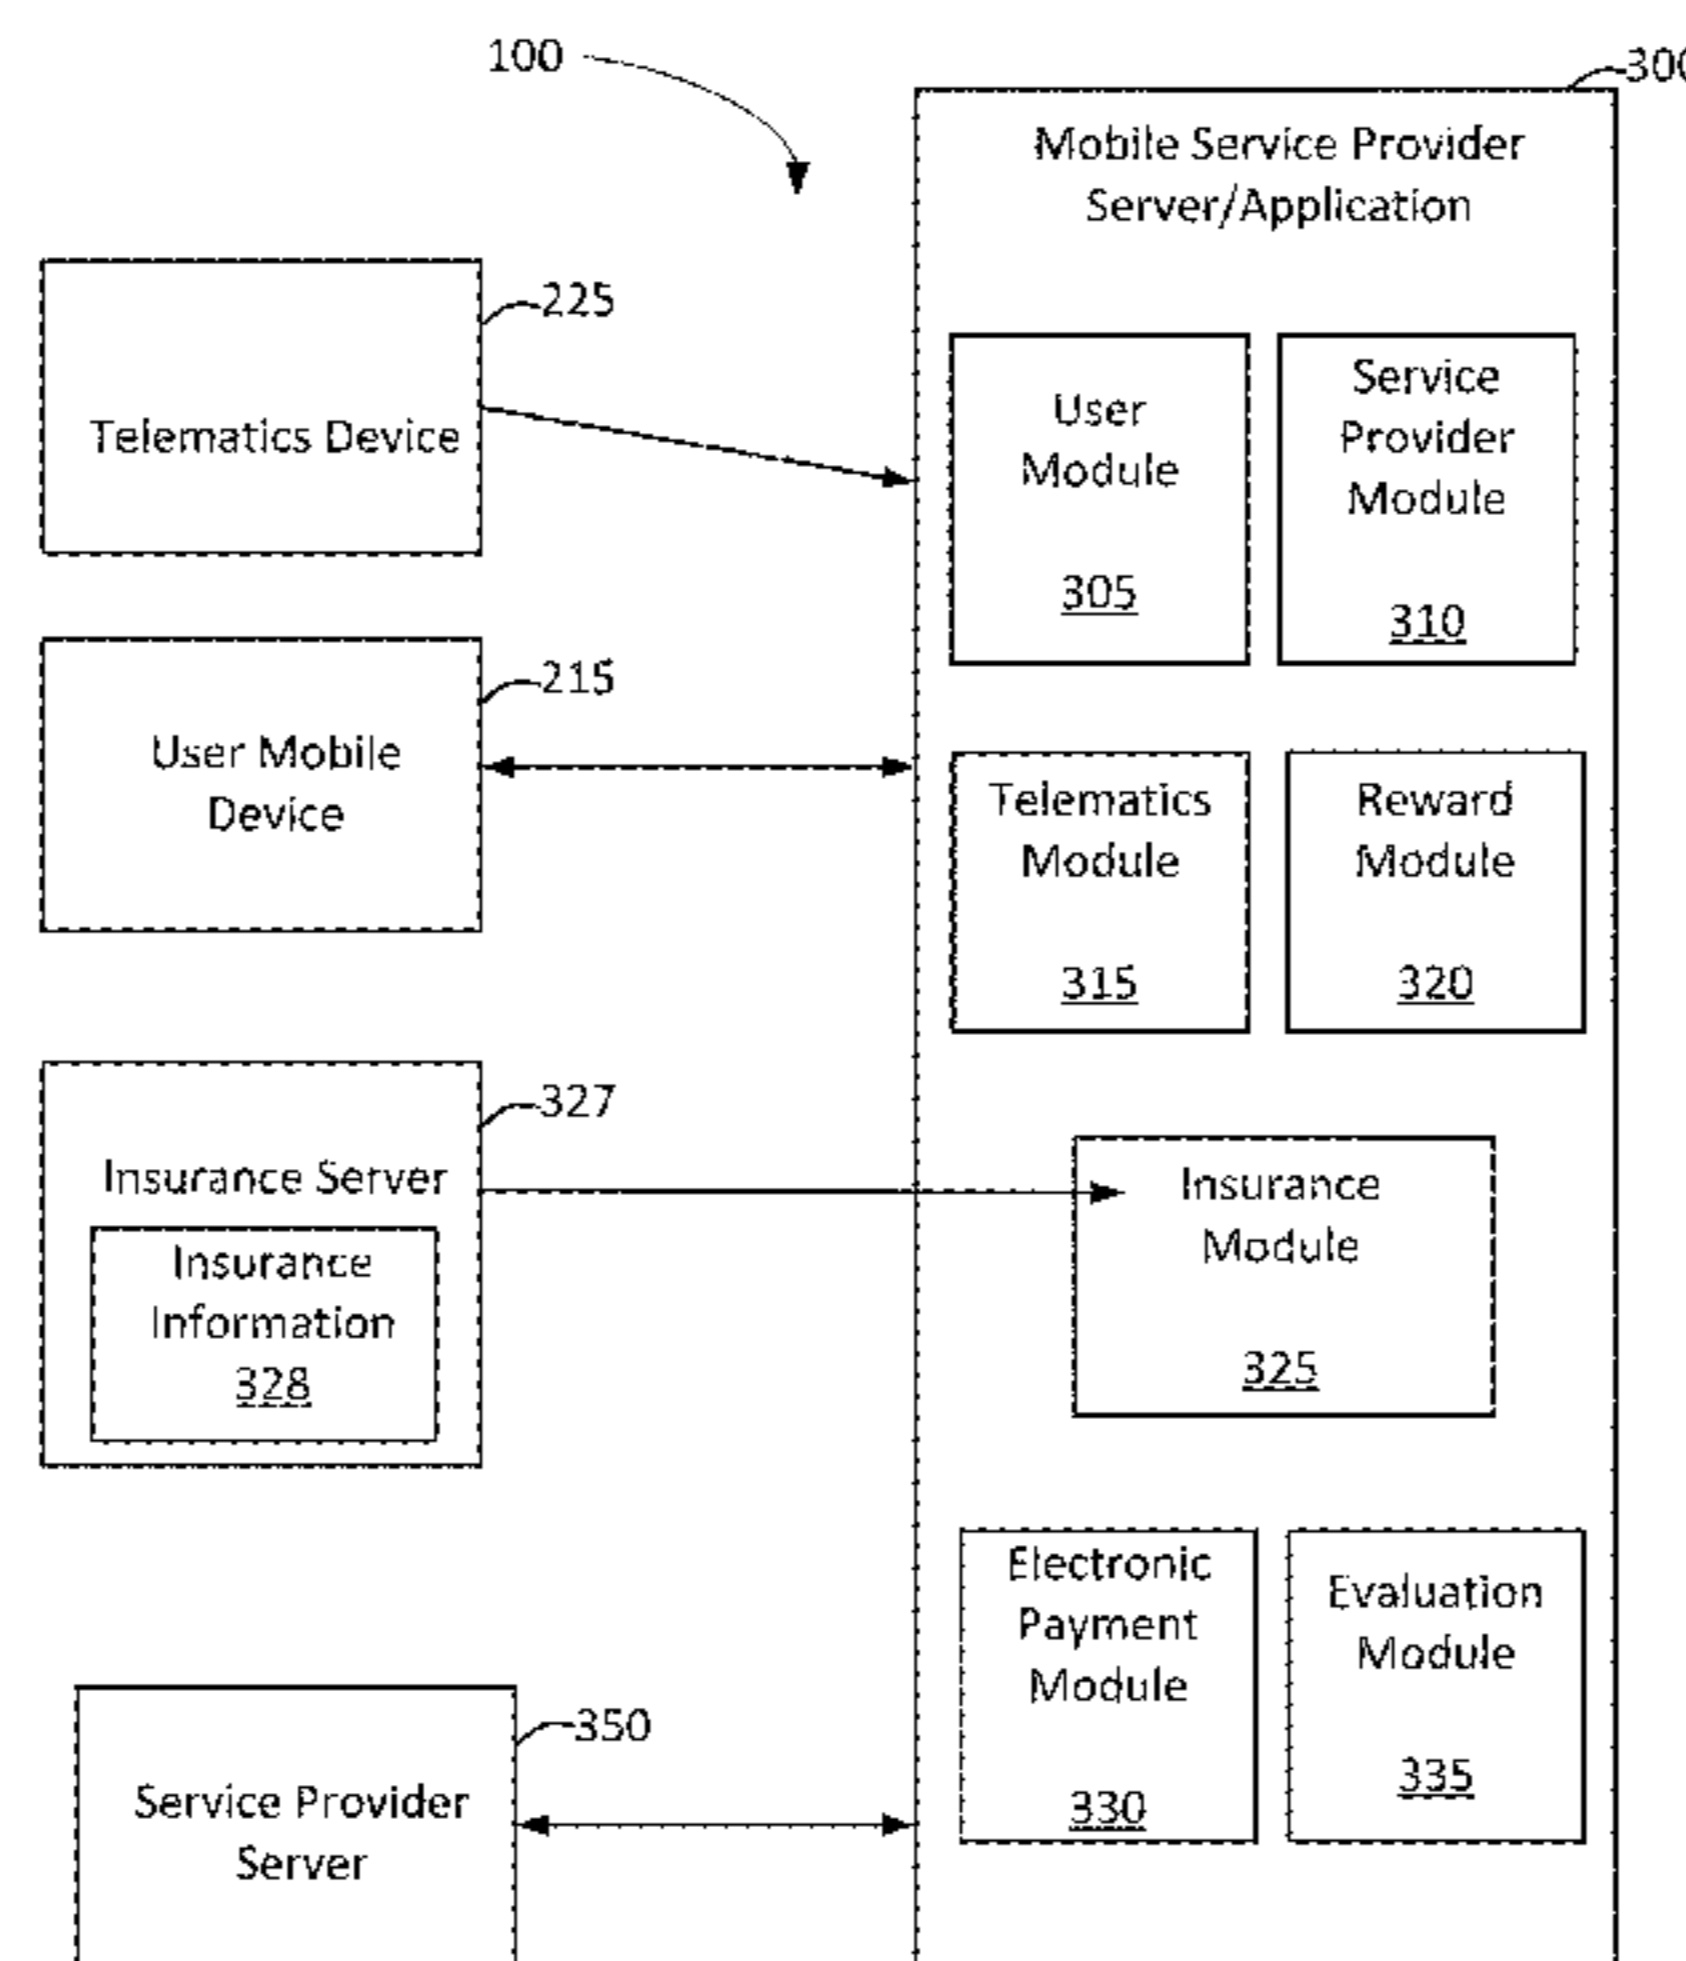 100
300
Mobile Service Provider
Server/Application
225
Telematics Device
User
Module
305
Service
Provider
Module
310
215
User Mobile
Device
Telematics
Module
315
Reward
Module
320
327
Insurance Server
Insurance
Information
328
Insurance
Module
325
Electronic
Payment
Module
330
Evaluation
Module
335
350
Service Provider
Server